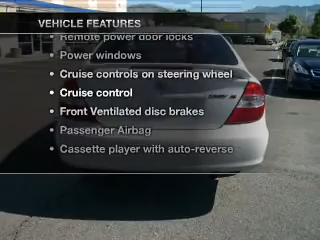 VEHICLE FEATURES
Remote power door locks
Power windows
Cruise controls on steering wheel
Cruise control
Front Ventilated disc brakes
Passenger Airbag
Cassette player with auto-reverse